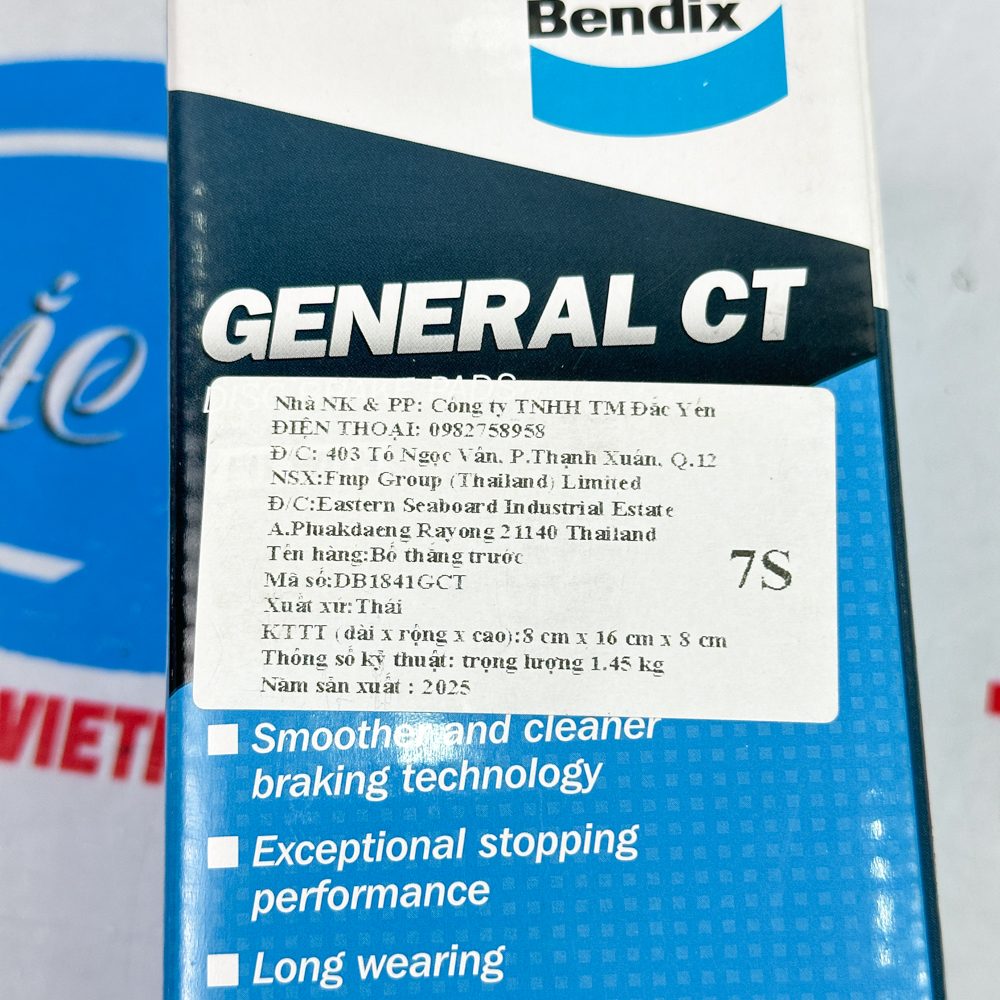 Bendix
GENERAL CT
Nhà NK & PP: Công ty TNHH TM Đắc Yến
ĐIỆN THOẠI: 0982758958
Đ/C: 403 Tô Ngọc Vân, P.Thạnh Xuân, Q.12
NSX:Fmp Group (Thailand) Limited
Đ/C:Eastern Seaboard Industrial Estate
A.Pluakdaeng Rayong 21140 Thailand
Tên hàng:Bố thắng trước
7S
Mã số:DB1841GCT
Xuất xứ:Thái
KTTT (dài x rộng x cao):8 cm x 16 cm x 8 cm
Thông số kỹ thuật: trọng lượng 1.45 kg
Năm sản xuất : 2025
Smoother and cleaner
braking technology
Exceptional stopping
performance
Long wearing